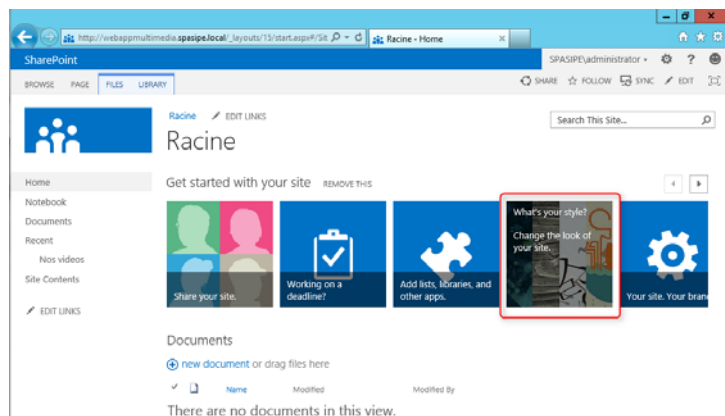 http://webappmultimedia.spasipe.local/_layouts/15/start.aspx#/Sit
Racine - Home
SharePoint
SPASIPE\administrator
BROWSE PAGE FILES LIBRARY
SHARE FOLLOW SYNC EDIT
Racine EDIT LINKS
Racine
Search This Site...
Home
Notebook
Documents
Recent
Nos videos
Site Contents
EDIT LINKS
Get started with your site REMOVE THIS
Share your site.
Working on a
deadline?
Add lists, libraries, and
other apps.
What's your style?
Change the look of
your site.
Your site. Your bran
Documents
new document or drag files here
Name Modified Modified By
There are no documents in this view.